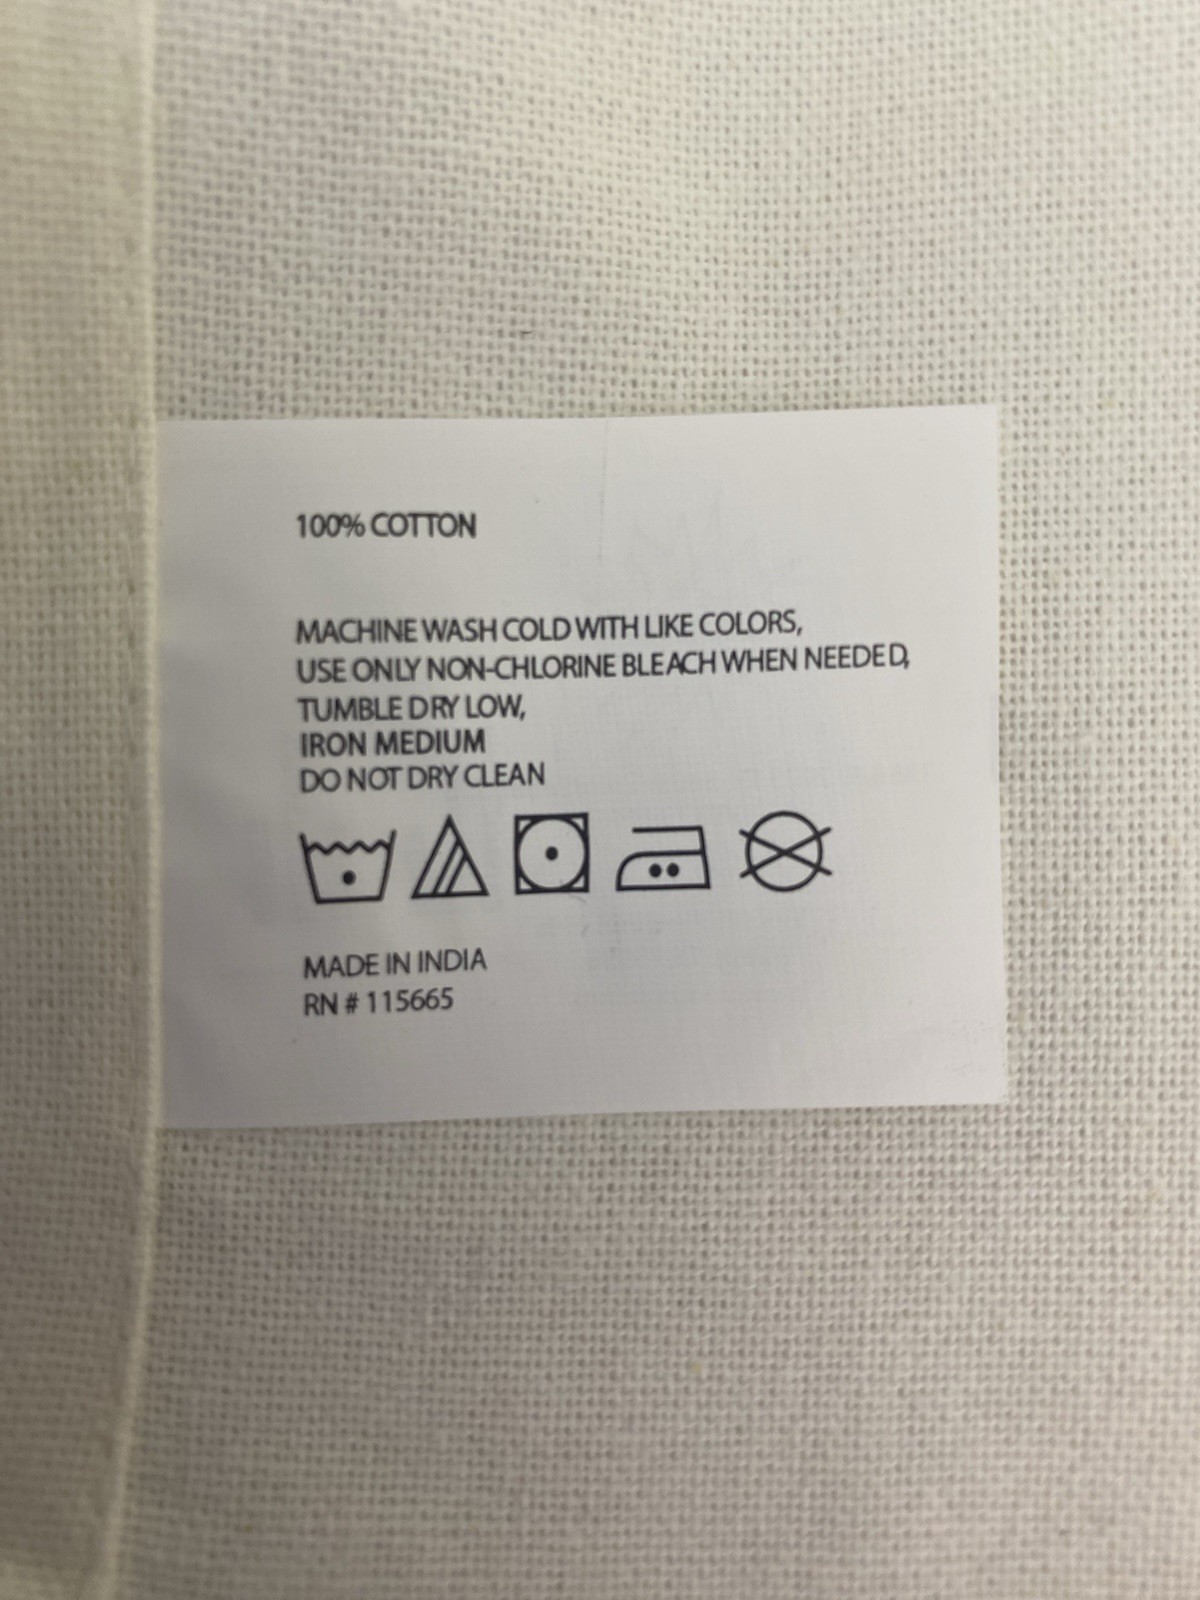 100% COTTON
MACHINE WASH COLD WITH LIKE COLORS,
USE ONLY NON-CHLORINE BLEACH WHEN NEEDED,
TUMBLE DRY LOW,
IRON MEDIUM
DO NOT DRY CLEAN
MADE IN INDIA
RN # 115665